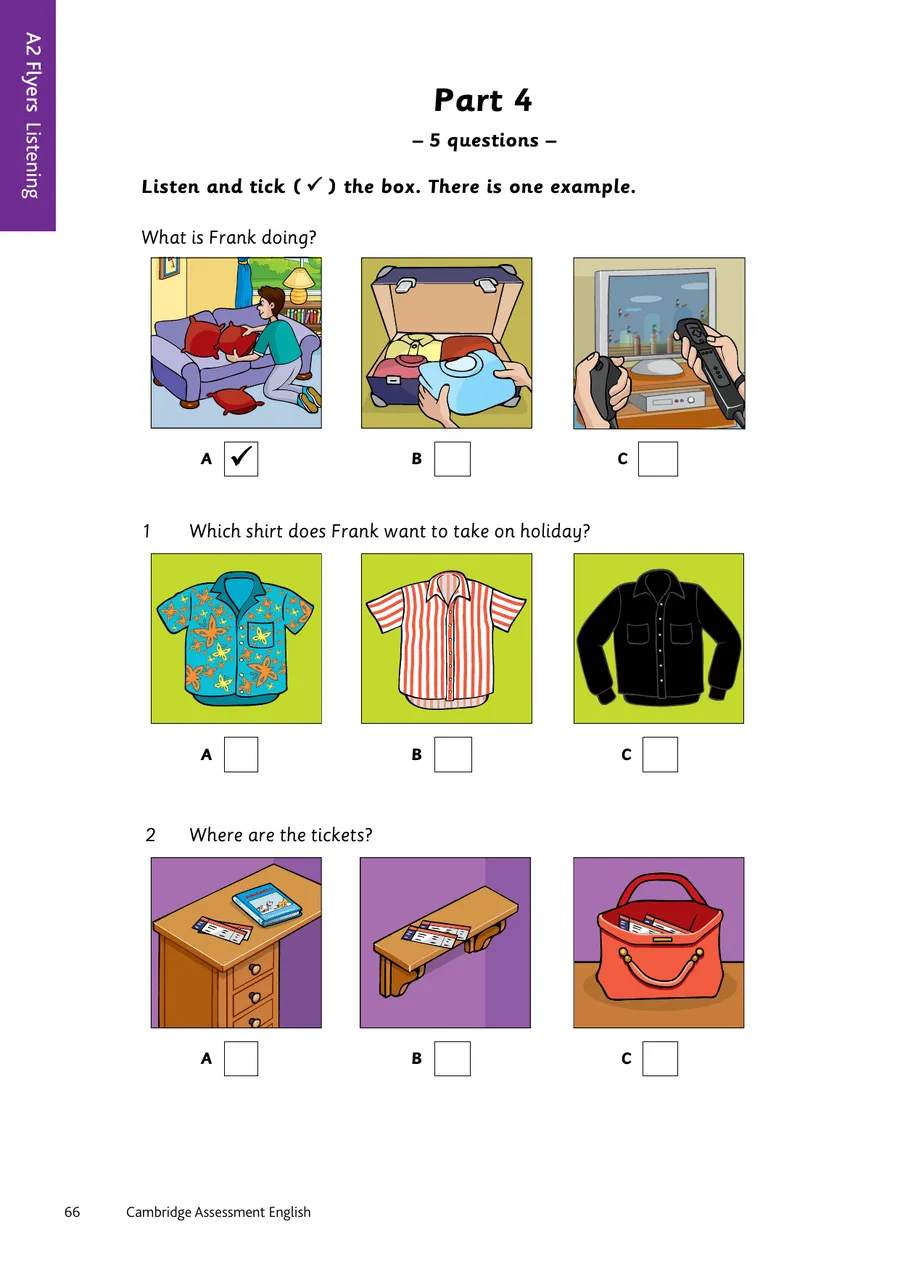 A2 Flyers Listening
Part 4
– 5 questions –
Listen and tick ( ✓ ) the box. There is one example.
What is Frank doing?
A ✓ B C
1 Which shirt does Frank want to take on holiday?
A B C
2 Where are the tickets?
A B C
66 Cambridge Assessment English